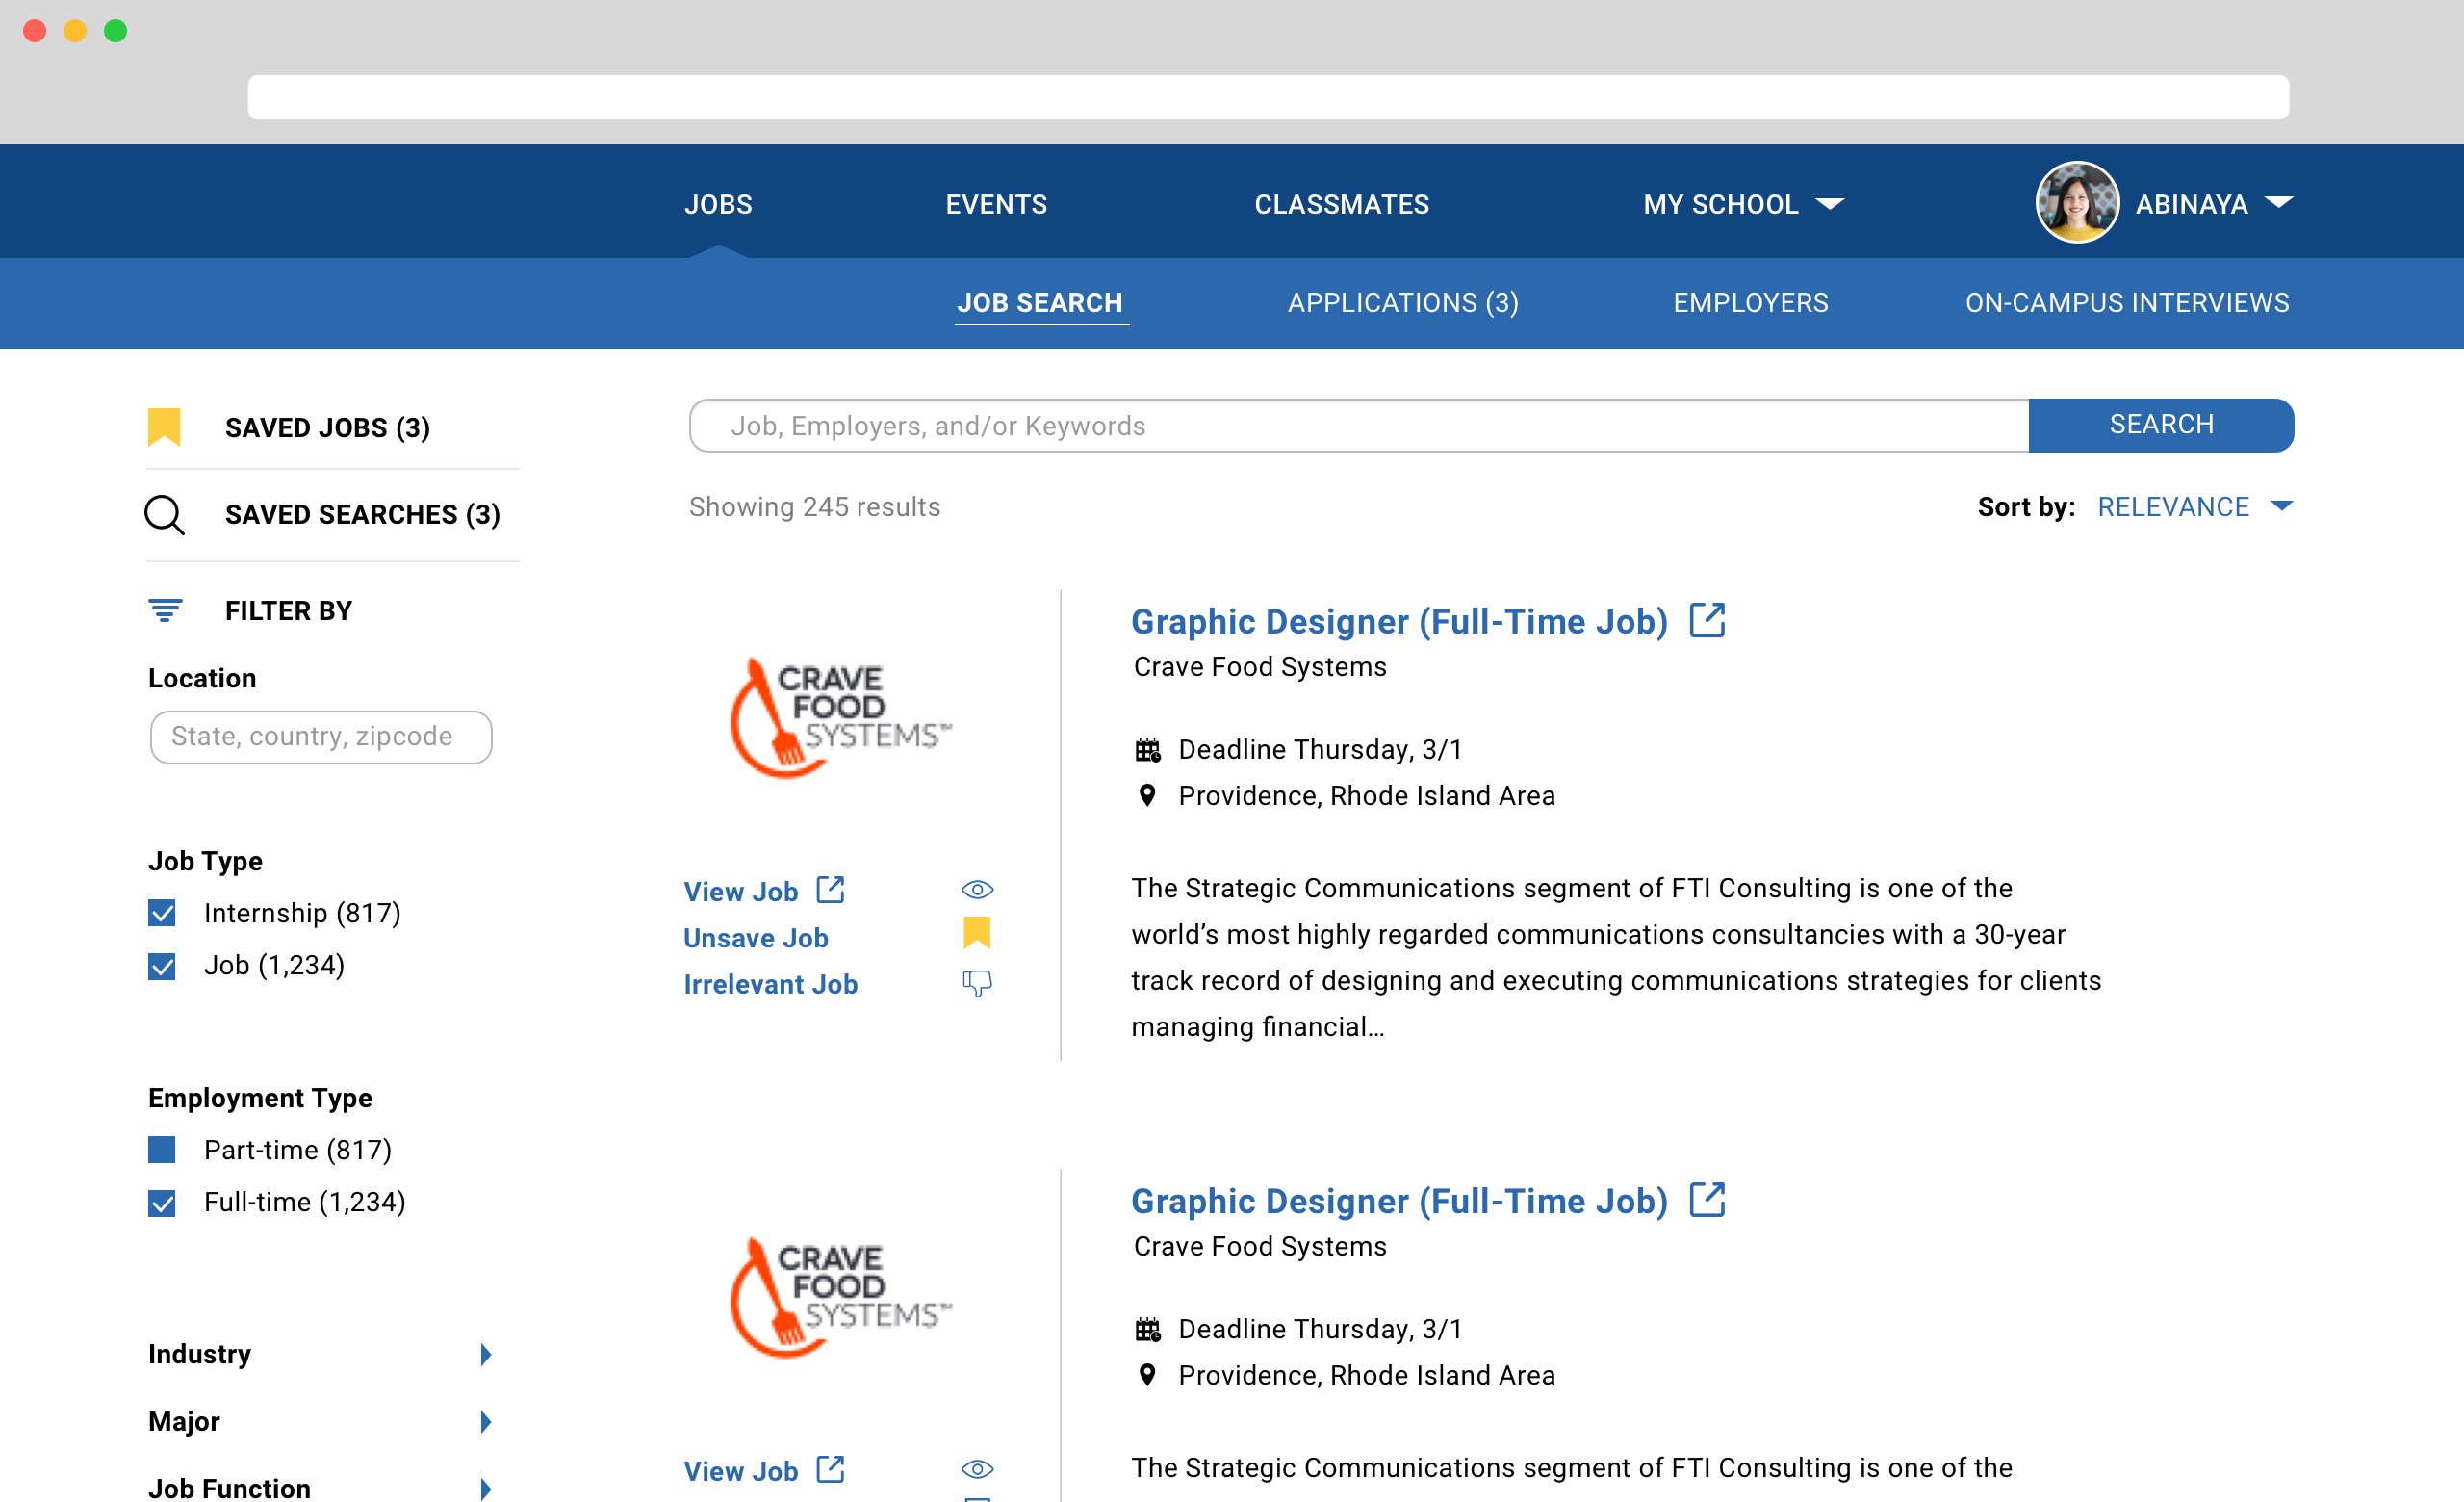 JOBS
EVENTS
CLASSMATES
MY SCHOOL
ABINAYA
JOB SEARCH
APPLICATIONS (3)
EMPLOYERS
ON-CAMPUS INTERVIEWS
SAVED JOBS (3)
SAVED SEARCHES (3)
FILTER BY
Location
State, country, zipcode
Job Type
Internship (817)
Job (1,234)
Employment Type
Part-time (817)
Full-time (1,234)
Industry
Major
Job Function
Job, Employers, and/or Keywords
SEARCH
Showing 245 results
Sort by: RELEVANCE
CRAVE
FOOD
SYSTEMS™
View Job
Unsave Job
Irrelevant Job
Graphic Designer (Full-Time Job)
Crave Food Systems
Deadline Thursday, 3/1
Providence, Rhode Island Area
The Strategic Communications segment of FTI Consulting is one of the
world’s most highly regarded communications consultancies with a 30-year
track record of designing and executing communications strategies for clients
managing financial…
CRAVE
FOOD
SYSTEMS™
View Job
Graphic Designer (Full-Time Job)
Crave Food Systems
Deadline Thursday, 3/1
Providence, Rhode Island Area
The Strategic Communications segment of FTI Consulting is one of the